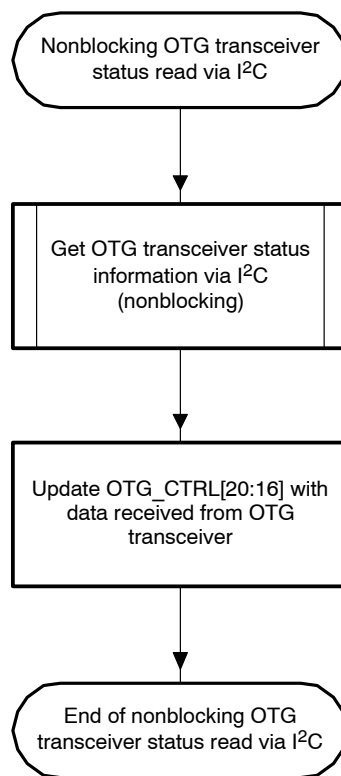 Nonblocking OTG transceiver
status read via I²C
Get OTG transceiver status
information via I²C
(nonblocking)
Update OTG_CTRL[20:16] with
data received from OTG
transceiver
End of nonblocking OTG
transceiver status read via I²C